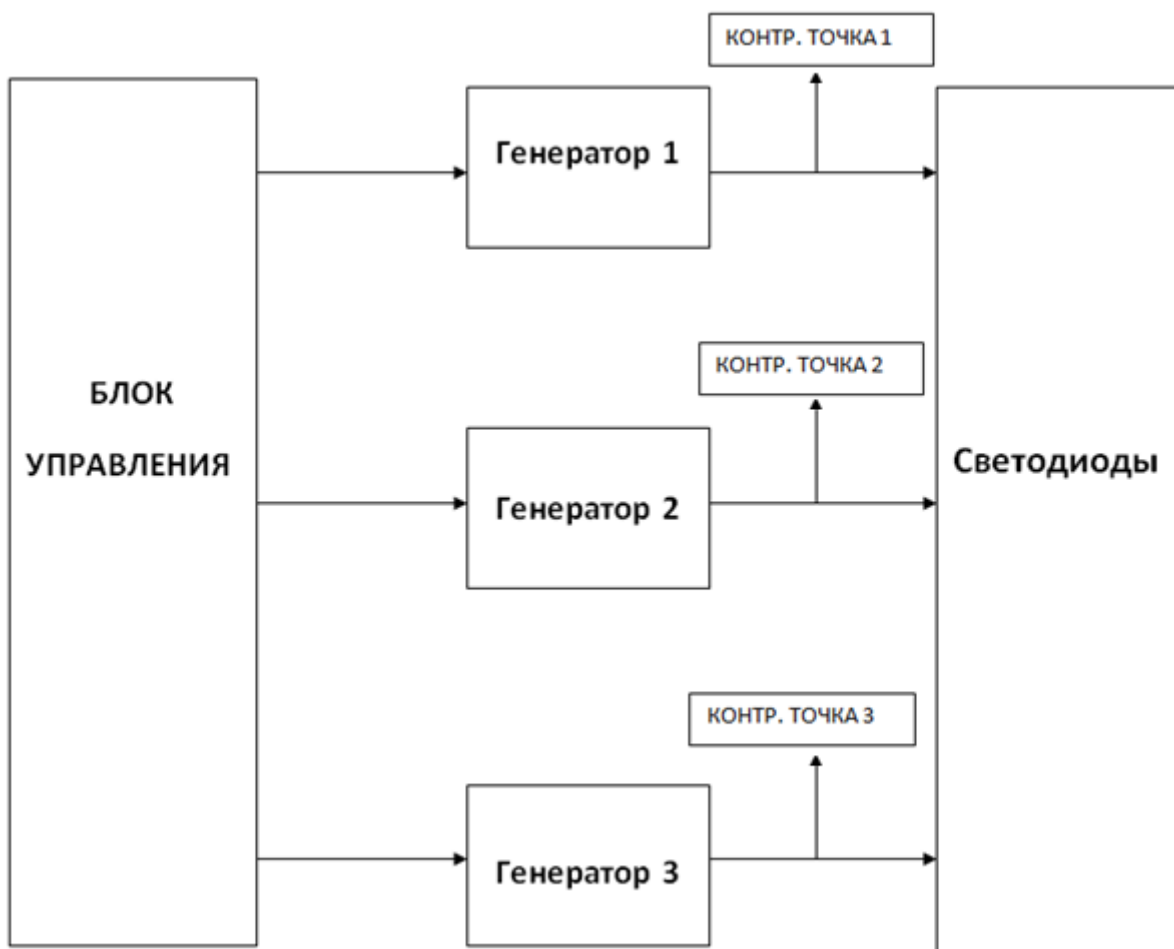 КОНТР. ТОЧКА 1
Генератор 1
КОНТР. ТОЧКА 2
БЛОК
УПРАВЛЕНИЯ
Светодиоды
Генератор 2
КОНТР. ТОЧКА 3
Генератор 3